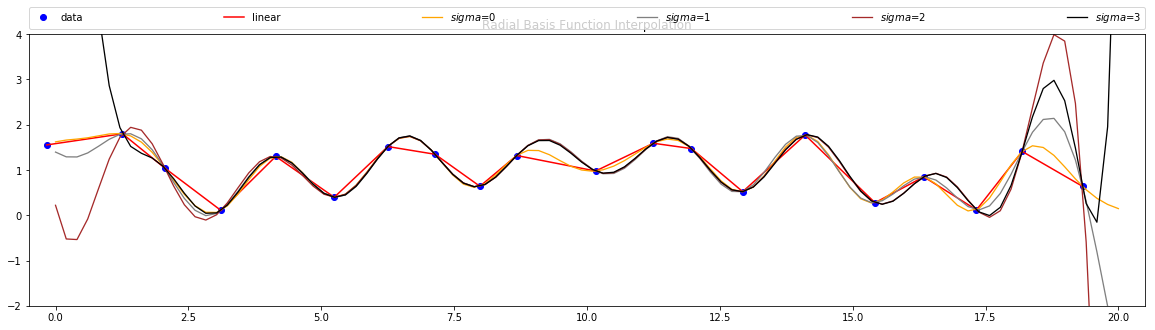 data linear sigma=0 sigma=1 sigma=2 sigma=3
Radial Basis Function Interpolation
4
3
2
1
0
−1
−2
0.0 2.5 5.0 7.5 10.0 12.5 15.0 17.5 20.0